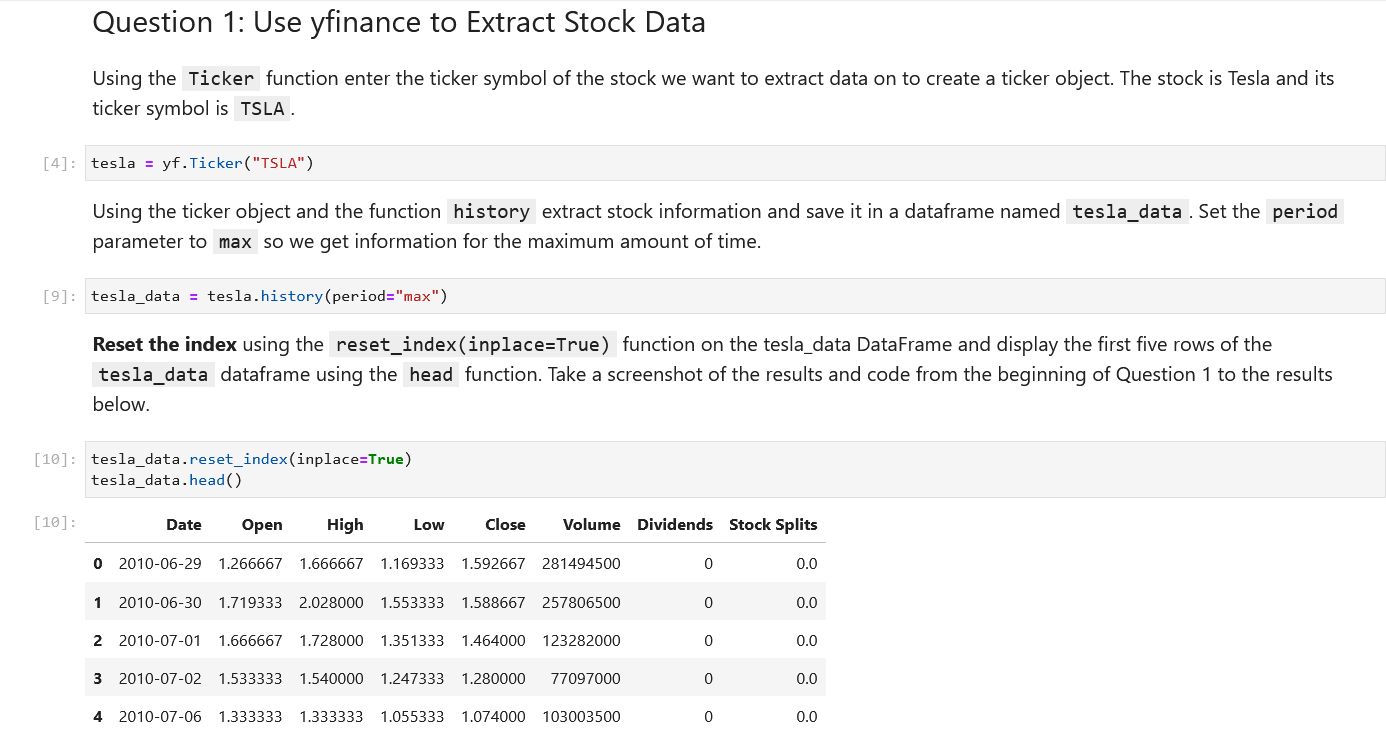 Question 1: Use yfinance to Extract Stock Data
Using the Ticker function enter the ticker symbol of the stock we want to extract data on to create a ticker object. The stock is Tesla and its
ticker symbol is TSLA.
[4]: tesla = yf.Ticker("TSLA")
Using the ticker object and the function history extract stock information and save it in a dataframe named tesla_data. Set the period
parameter to max so we get information for the maximum amount of time.
[9]: tesla_data = tesla.history(period="max")
Reset the index using the reset_index(inplace=True) function on the tesla_data DataFrame and display the first five rows of the
tesla_data dataframe using the head function. Take a screenshot of the results and code from the beginning of Question 1 to the results
below.
[10]: tesla_data.reset_index(inplace=True)
tesla_data.head()
[10]: Date Open High Low Close Volume Dividends Stock Splits
0 2010-06-29 1.266667 1.666667 1.169333 1.592667 281494500 0 0.0
1 2010-06-30 1.719333 2.028000 1.553333 1.588667 257806500 0 0.0
2 2010-07-01 1.666667 1.728000 1.351333 1.464000 123282000 0 0.0
3 2010-07-02 1.533333 1.540000 1.247333 1.280000 77097000 0 0.0
4 2010-07-06 1.333333 1.333333 1.055333 1.074000 103003500 0 0.0